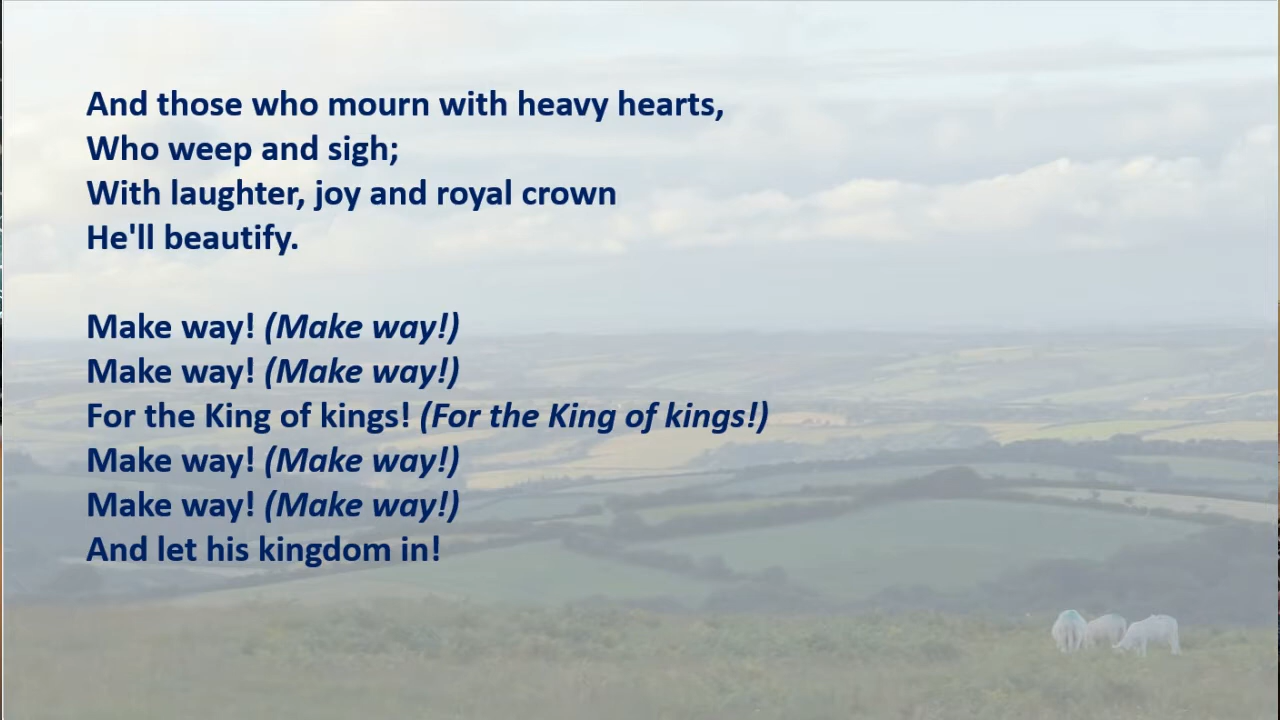 And those who mourn with heavy hearts,
Who weep and sigh;
With laughter, joy and royal crown
He'll beautify.

Make way! (Make way!)
Make way! (Make way!)
For the King of kings! (For the King of kings!)
Make way! (Make way!)
Make way! (Make way!)
And let his kingdom in!